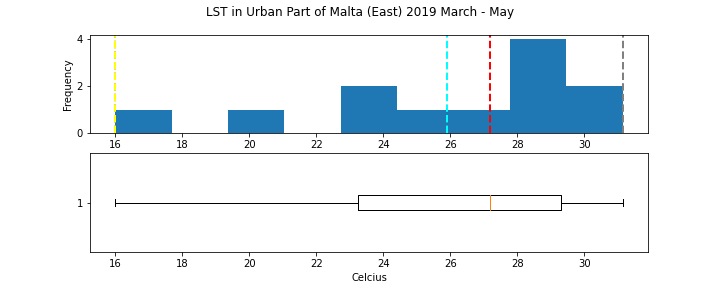 LST in Urban Part of Malta (East) 2019 March - May
Frequency
4
2
0
16 18 20 22 24 26 28 30
1
16 18 20 22 24 26 28 30
Celcius